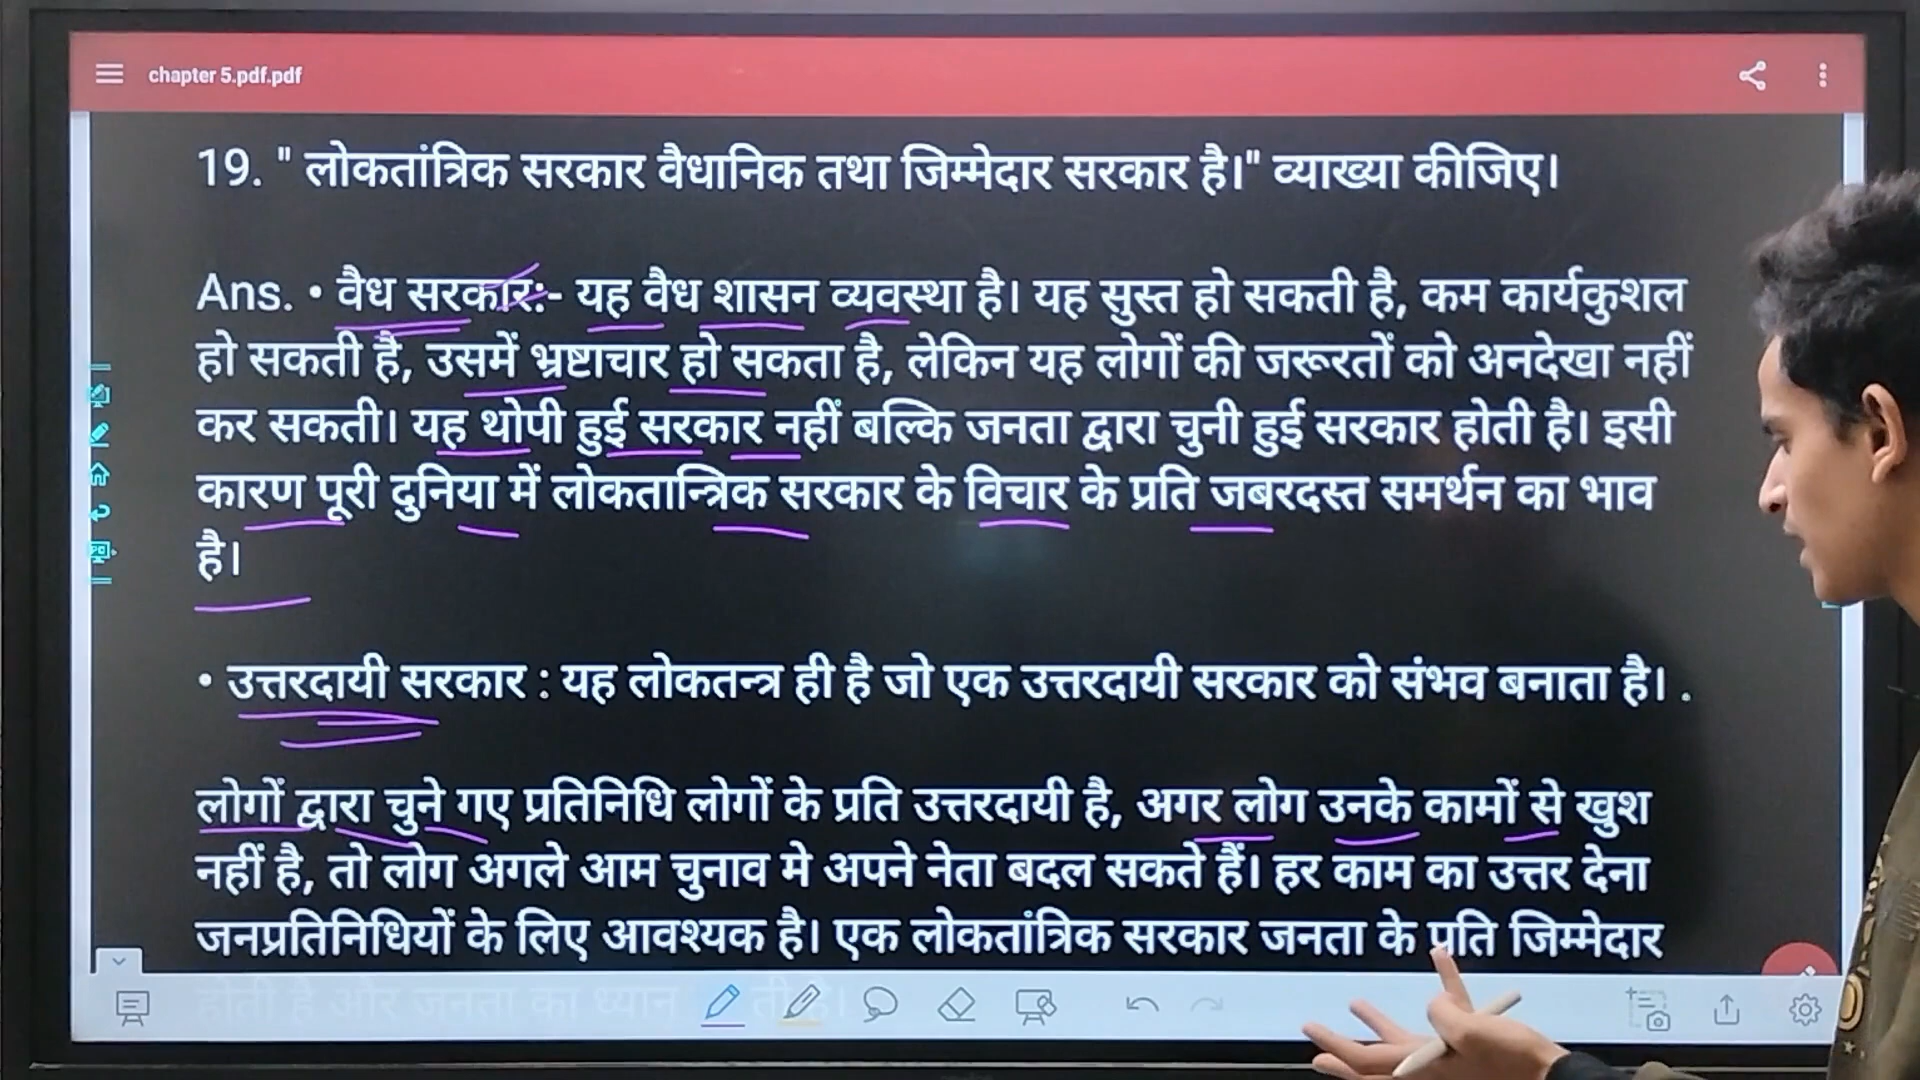 chapter 5.pdf.pdf
19. " लोकतांत्रिक सरकार वैधानिक तथा जिम्मेदार सरकार है।" व्याख्या कीजिए।
Ans. • वैध सरकार:- यह वैध शासन व्यवस्था है। यह सुस्त हो सकती है, कम कार्यकुशल
हो सकती है, उसमें भ्रष्टाचार हो सकता है, लेकिन यह लोगों की जरूरतों को अनदेखा नहीं
कर सकती। यह थोपी हुई सरकार नहीं बल्कि जनता द्वारा चुनी हुई सरकार होती है। इसी
कारण पूरी दुनिया में लोकतान्त्रिक सरकार के विचार के प्रति जबरदस्त समर्थन का भाव
है।
• उत्तरदायी सरकार : यह लोकतन्त्र ही है जो एक उत्तरदायी सरकार को संभव बनाता है। .
लोगों द्वारा चुने गए प्रतिनिधि लोगों के प्रति उत्तरदायी है, अगर लोग उनके कामों से खुश
नहीं है, तो लोग अगले आम चुनाव मे अपने नेता बदल सकते हैं। हर काम का उत्तर देना
जनप्रतिनिधियों के लिए आवश्यक है। एक लोकतांत्रिक सरकार जनता के प्रति जिम्मेदार
होती है और जनता का ध्यान